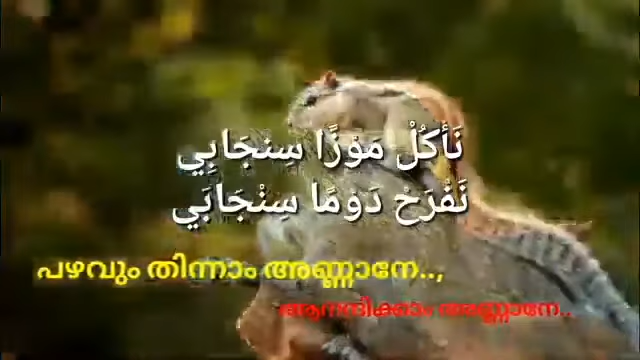 نَأْكُلْ مَوْزًا سِنْجَابِي
نَفْرَحْ دَوْمًا سِنْجَابَي
പഴവും തിന്നാം അണ്ണാനേ..,
ആനന്ദിക്കാം അണ്ണാനേ..